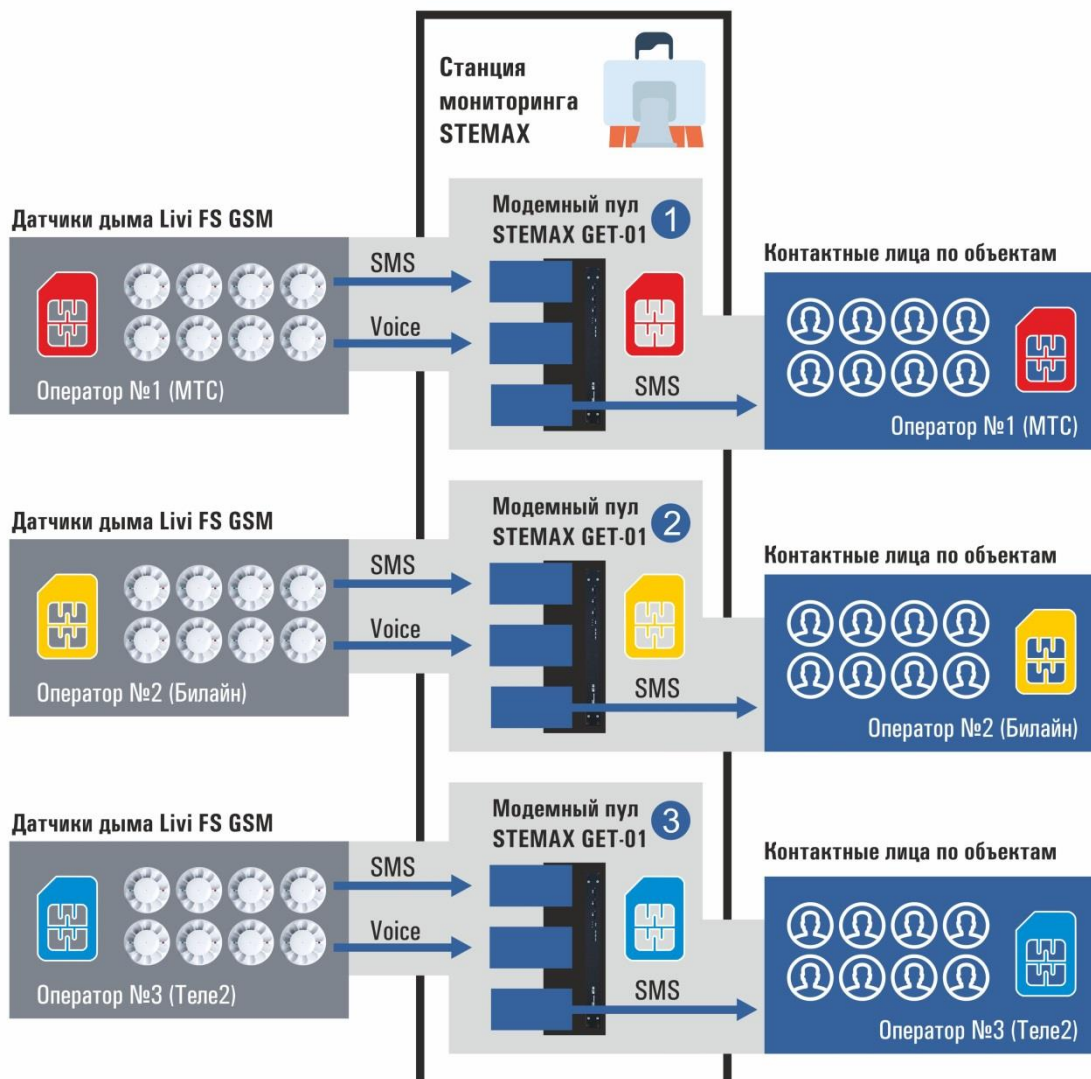 Станция
мониторинга
STEMAX
Датчики дыма Livi FS GSM
Модемный пул
STEMAX GET-01
1
SMS
Voice
Оператор №1 (МТС)
SMS
Контактные лица по объектам
Оператор №1 (МТС)
Датчики дыма Livi FS GSM
Модемный пул
STEMAX GET-01
2
SMS
Voice
Оператор №2 (Билайн)
SMS
Контактные лица по объектам
Оператор №2 (Билайн)
Датчики дыма Livi FS GSM
Модемный пул
STEMAX GET-01
3
SMS
Voice
Оператор №3 (Теле2)
SMS
Контактные лица по объектам
Оператор №3 (Теле2)